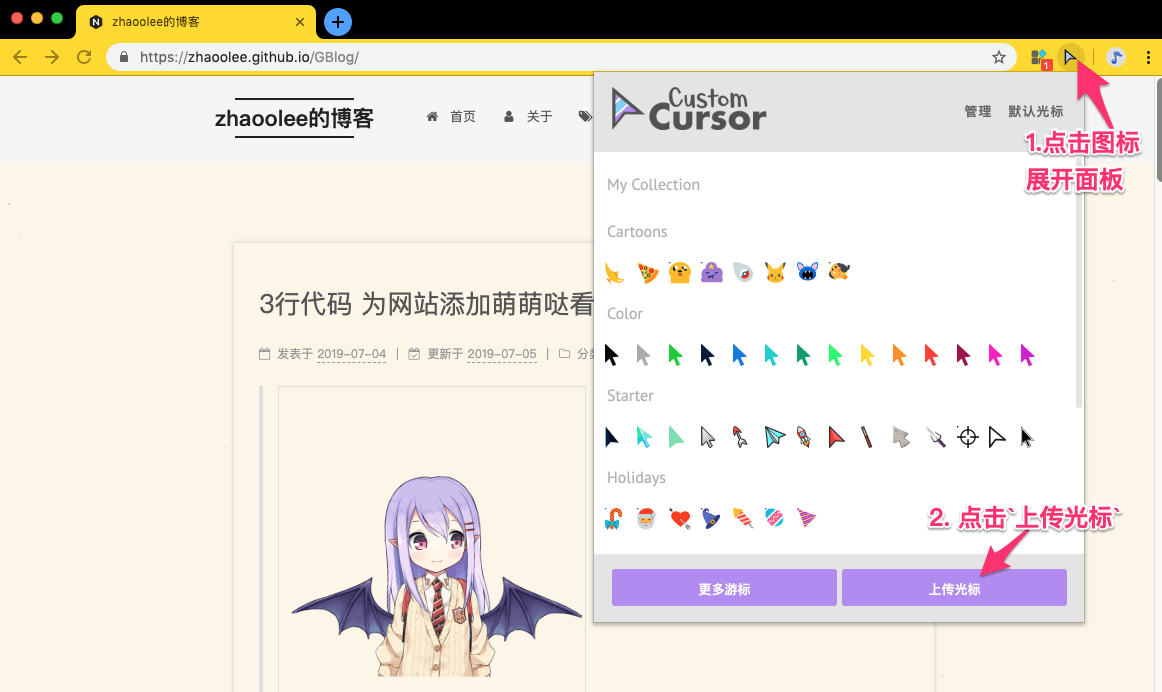 zhaoolee的博客
https://zhaoolee.github.io/GBlog/
1
zhaoolee的博客
首页
关于
Custom
Cursor
管理
默认光标
1.点击图标
展开面板
My Collection
Cartoons
3行代码 为网站添加萌萌哒看
Color
发表于 2019-07-04 | 更新于 2019-07-05 | 分类
Starter
Holidays
2. 点击`上传光标`
更多游标
上传光标